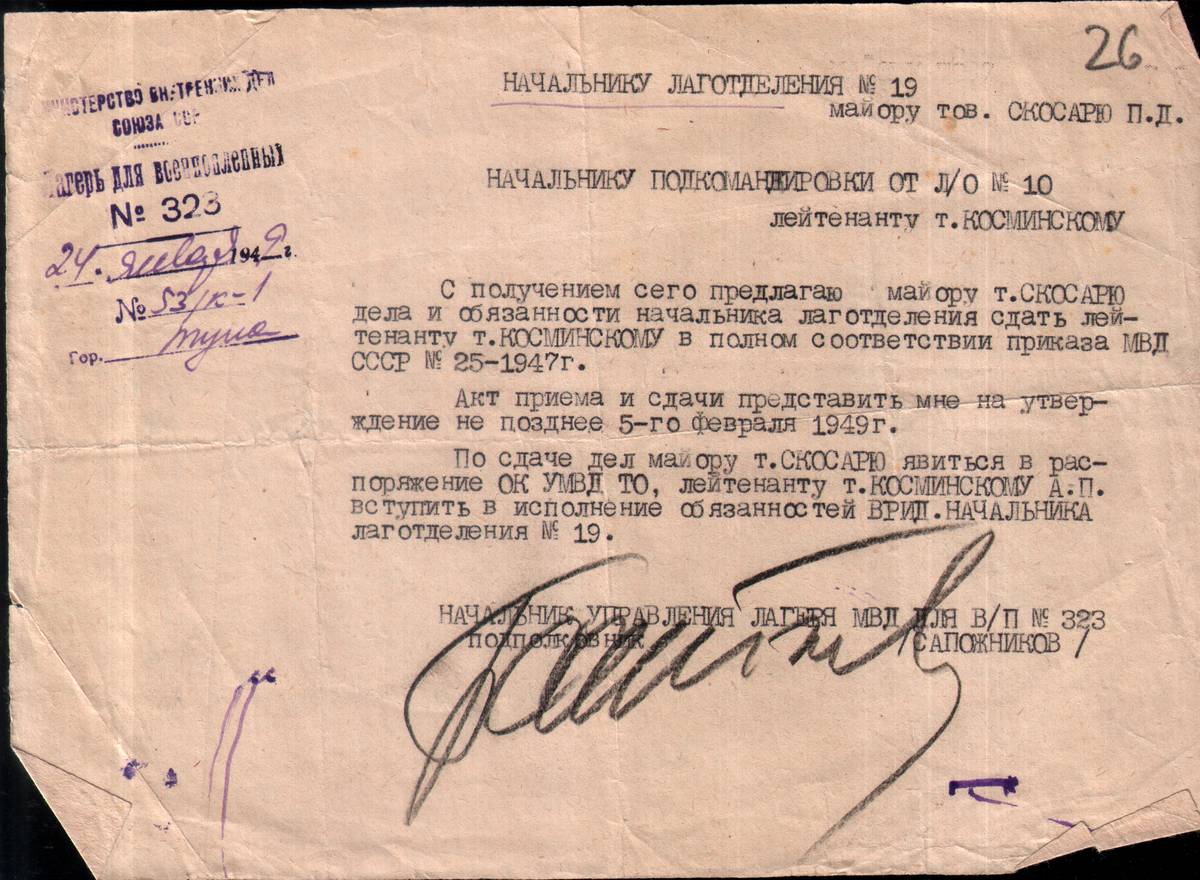 26
МИНИСТЕРСТВО ВНУТРЕННИХ ДЕЛ
СОЮЗА ССР
Лагерь для военнопленных
№ 323
24. января 1949 г.
№ 53/к-1
Гор. Тула
НАЧАЛЬНИКУ ЛАГОТДЕЛЕНИЯ № 19
майору тов. СКОСАРЮ П.Д.
НАЧАЛЬНИКУ ПОДКОМАНДИРОВКИ ОТ Л/О № 10
лейтенанту т.КОСМИНСКОМУ
С получением сего предлагаю майору т.СКОСАРЮ
дела и обязанности начальника лаготделения сдать лей-
тенанту т.КОСМИНСКОМУ в полном соответствии приказа МВД
СССР № 25-1947г.
Акт приема и сдачи представить мне на утвер-
ждение не позднее 5-го февраля 1949г.
По сдаче дел майору т.СКОСАРЮ явиться в рас-
поряжение ОК УМВД ТО, лейтенанту т.КОСМИНСКОМУ А.П.
вступить в исполнение обязанностей ВРИД.НАЧАЛЬНИКА
лаготделения № 19.
НАЧАЛЬНИК УПРАВЛЕНИЯ ЛАГЕРЯ МВД ДЛЯ В/П № 323
подполковник /САПОЖНИКОВ/